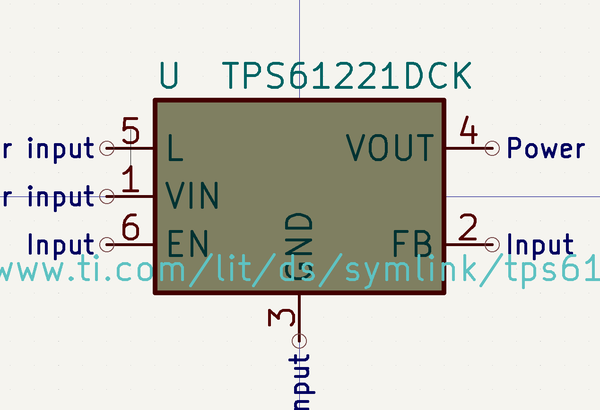 U TPS61221DCK
r input 5 L VOUT 4 Power
r input 1 VIN
Input 6 EN GND FB 2 Input
www.ti.com/lit/ds/symlink/tps61
3
nput